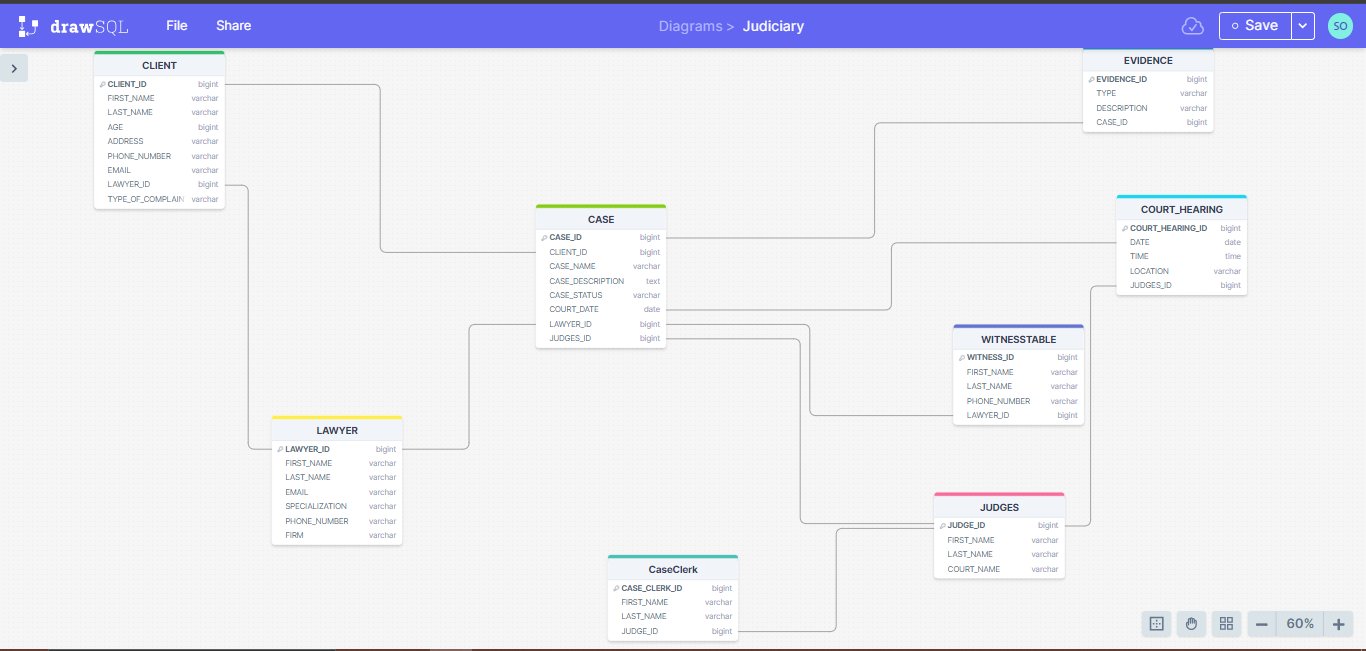 drawSQL File Share Diagrams > Judiciary Save SO
CLIENT
CLIENT_ID bigint
FIRST_NAME varchar
LAST_NAME varchar
AGE bigint
ADDRESS varchar
PHONE_NUMBER varchar
EMAIL varchar
LAWYER_ID bigint
TYPE_OF_COMPLAIN varchar
EVIDENCE
EVIDENCE_ID bigint
TYPE varchar
DESCRIPTION varchar
CASE_ID bigint
CASE
CASE_ID bigint
CLIENT_ID bigint
CASE_NAME varchar
CASE_DESCRIPTION text
CASE_STATUS varchar
COURT_DATE date
LAWYER_ID bigint
JUDGES_ID bigint
COURT_HEARING
COURT_HEARING_ID bigint
DATE date
TIME time
LOCATION varchar
JUDGES_ID bigint
WITNESSTABLE
WITNESS_ID bigint
FIRST_NAME varchar
LAST_NAME varchar
PHONE_NUMBER varchar
LAWYER_ID bigint
LAWYER
LAWYER_ID bigint
FIRST_NAME varchar
LAST_NAME varchar
EMAIL varchar
SPECIALIZATION varchar
PHONE_NUMBER varchar
FIRM varchar
JUDGES
JUDGE_ID bigint
FIRST_NAME varchar
LAST_NAME varchar
COURT_NAME varchar
CaseClerk
CASE_CLERK_ID bigint
FIRST_NAME varchar
LAST_NAME varchar
JUDGE_ID bigint
60%